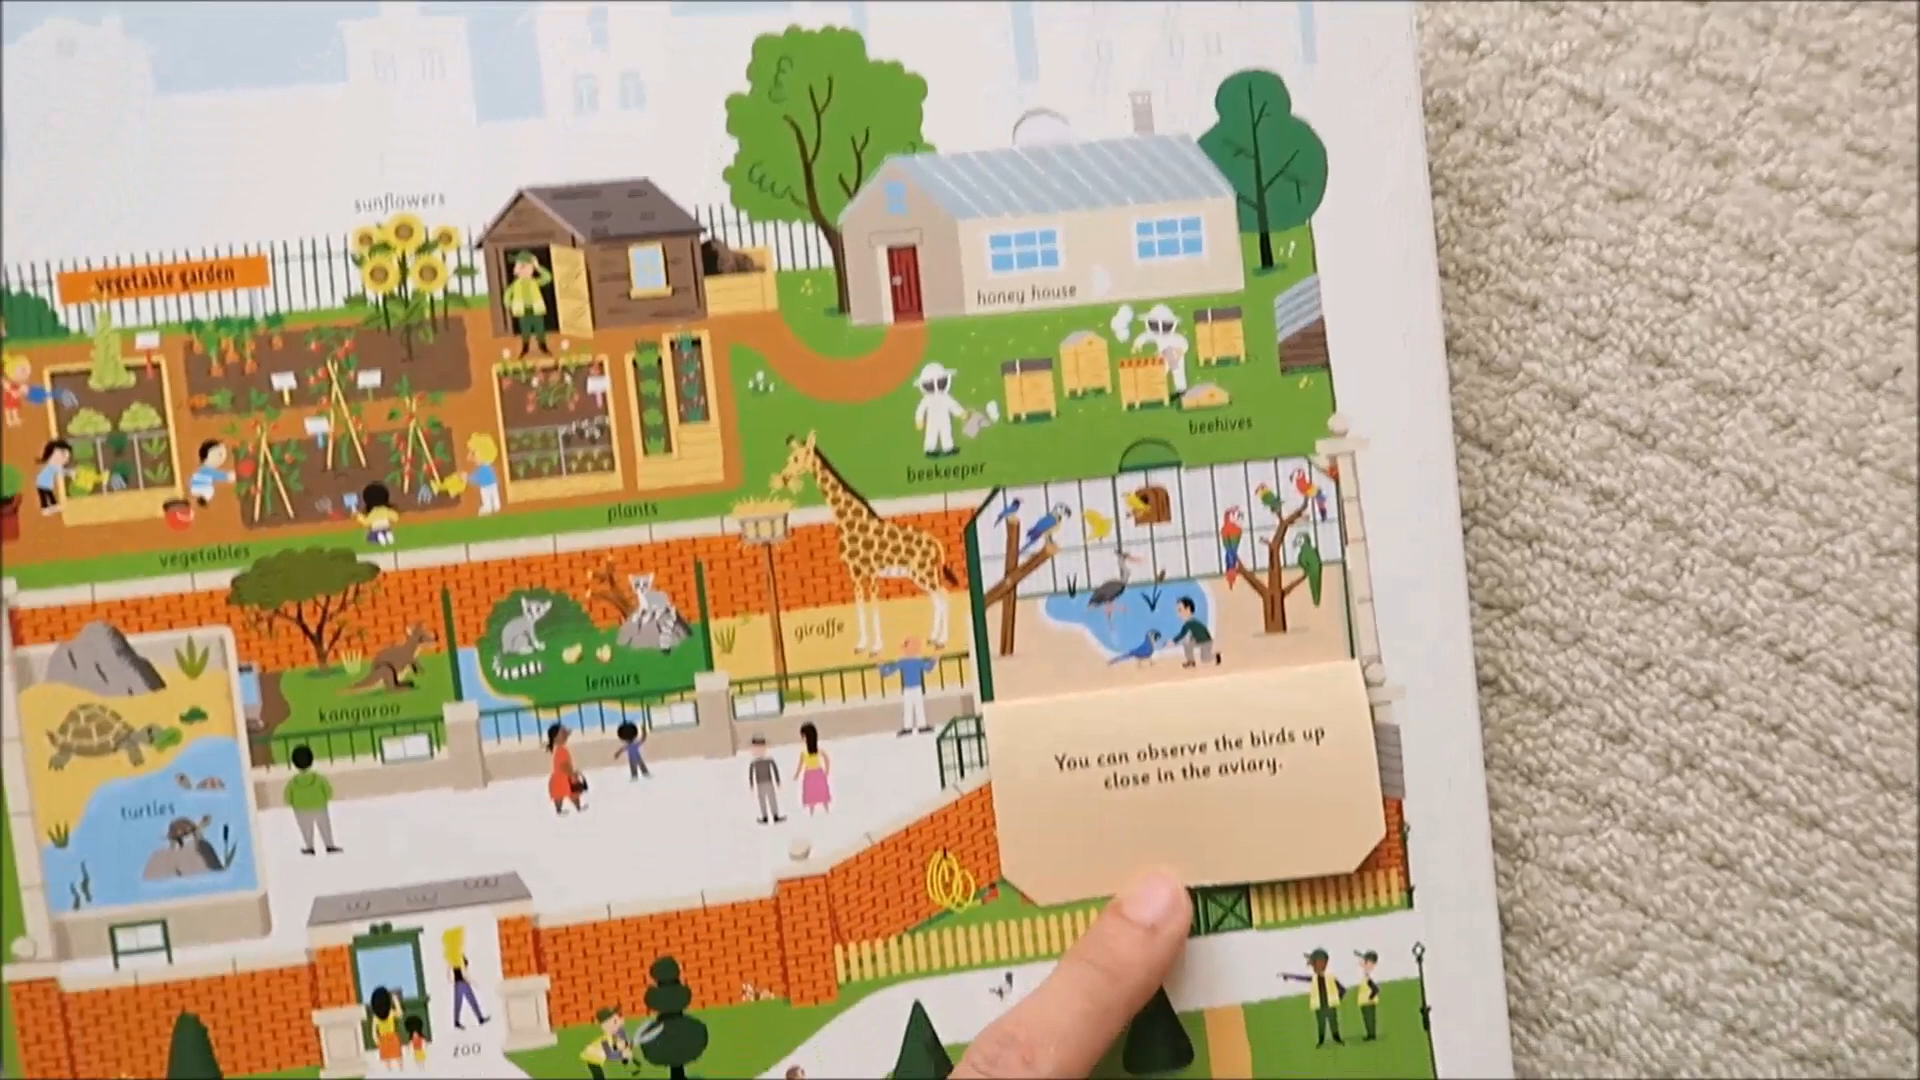 sunflowers
vegetable garden
honey house
beehives
beekeeper
plants
vegetables
giraffe
lemurs
kangaroo
You can observe the birds up
close in the aviary.
turtles
zoo